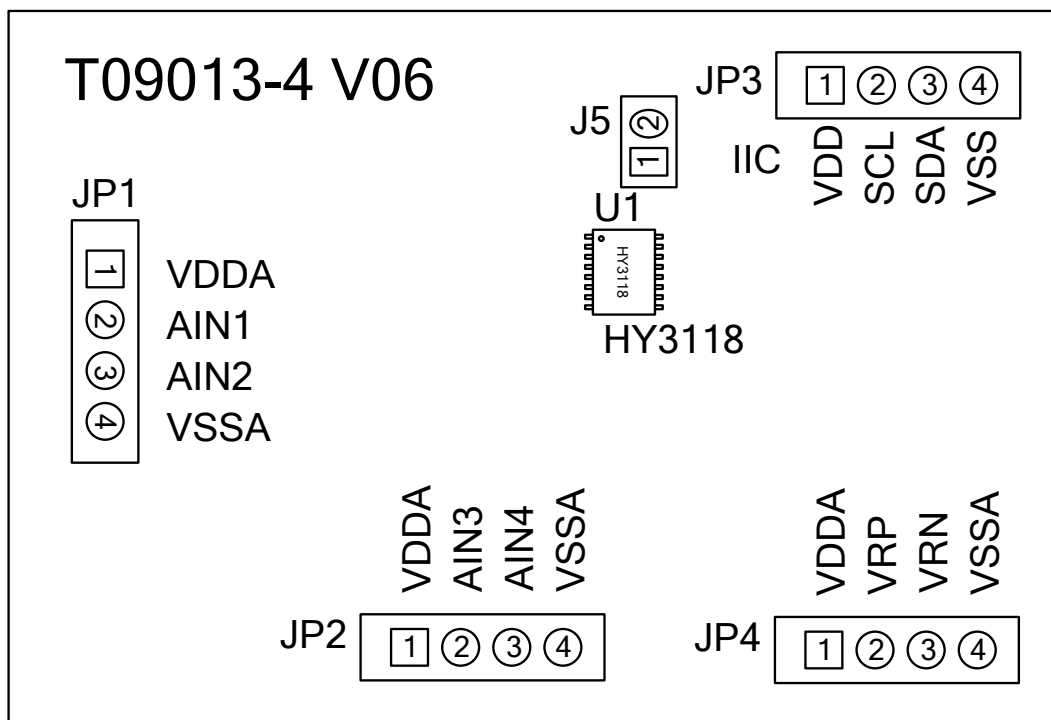 T09013-4 V06
JP3
1 2 3 4
IIC
VDD
SCL
SDA
VSS
J5
2
1
U1
HY3118
HY3118
JP1
1 VDDA
2 AIN1
3 AIN2
4 VSSA
VDDA
AIN3
AIN4
VSSA
JP2
1 2 3 4
VDDA
VRP
VRN
VSSA
JP4
1 2 3 4